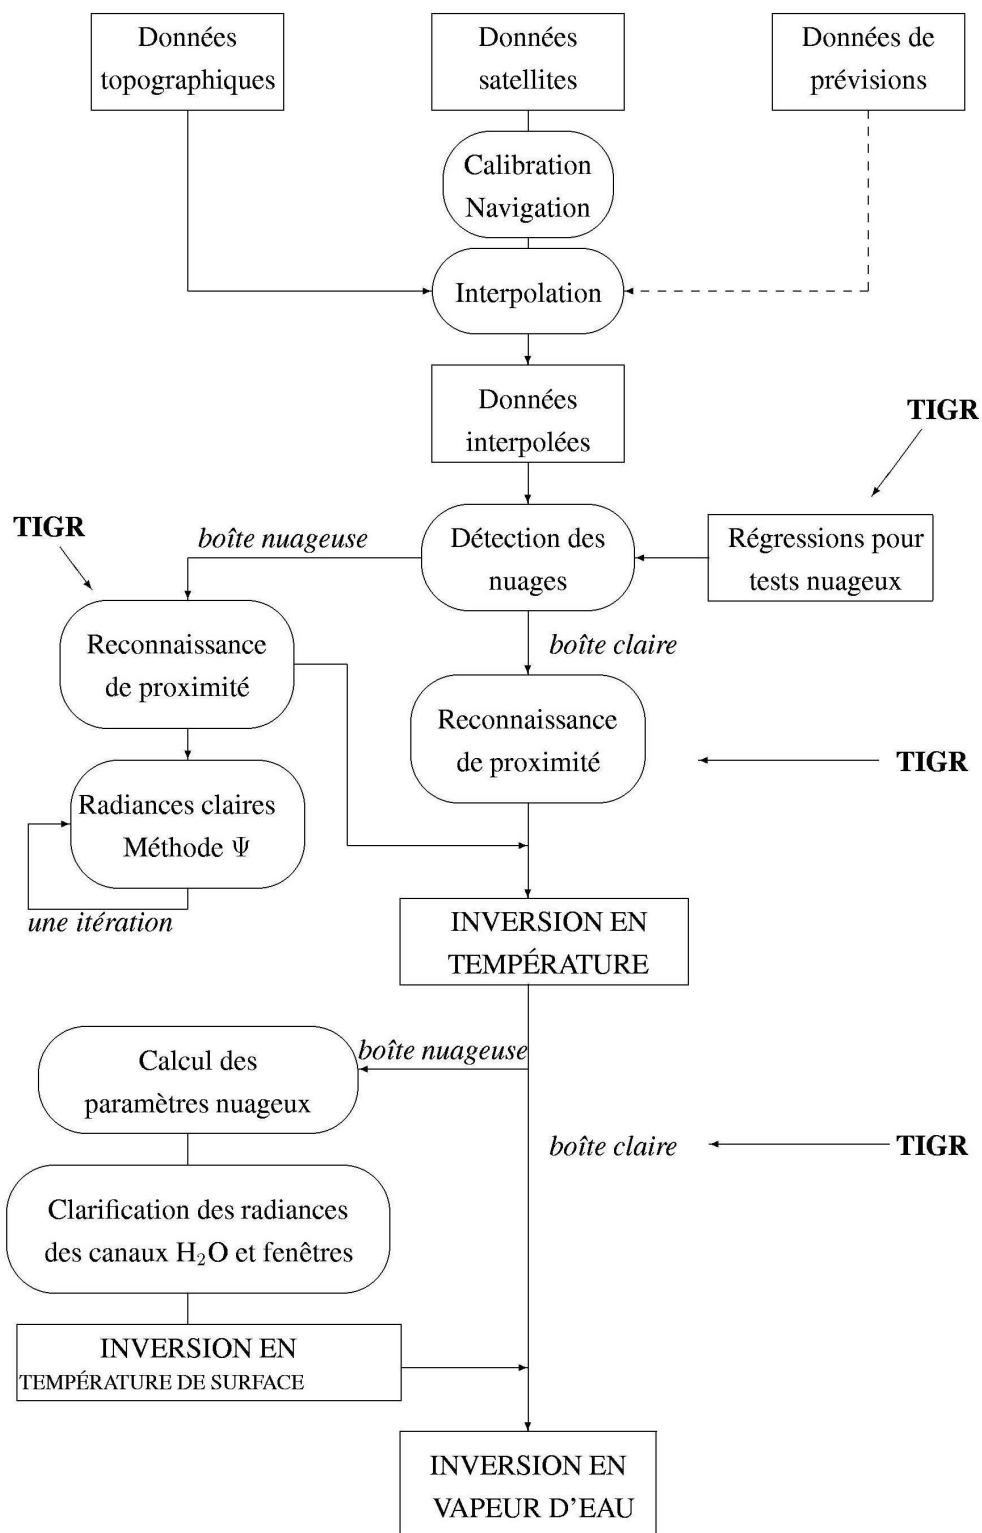 Données
topographiques
Données
satellites
Données de
prévisions
Calibration
Navigation
Interpolation
Données
interpolées
TIGR
TIGR
boîte nuageuse
Détection des
nuages
Régressions pour
tests nuageux
Reconnaissance
de proximité
boîte claire
Reconnaissance
de proximité
TIGR
Radiances claires
Méthode Ψ
une itération
INVERSION EN
TEMPÉRATURE
boîte nuageuse
Calcul des
paramètres nuageux
boîte claire
TIGR
Clarification des radiances
des canaux H₂O et fenêtres
INVERSION EN
TEMPÉRATURE DE SURFACE
INVERSION EN
VAPEUR D'EAU